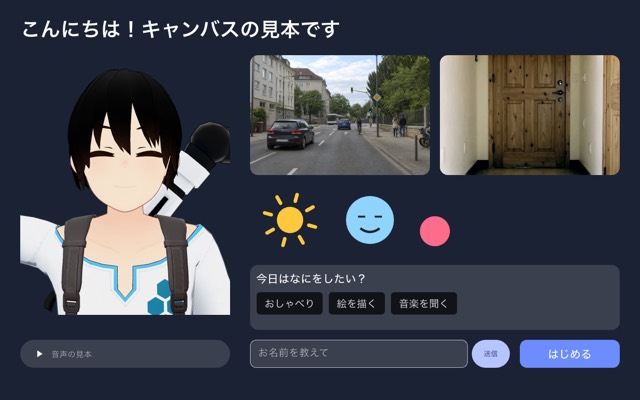 こんにちは！キャンバスの見本です
今日はなにをしたい？
おしゃべり
絵を描く
音楽を聞く
音声の見本
お名前を教えて
送信
はじめる